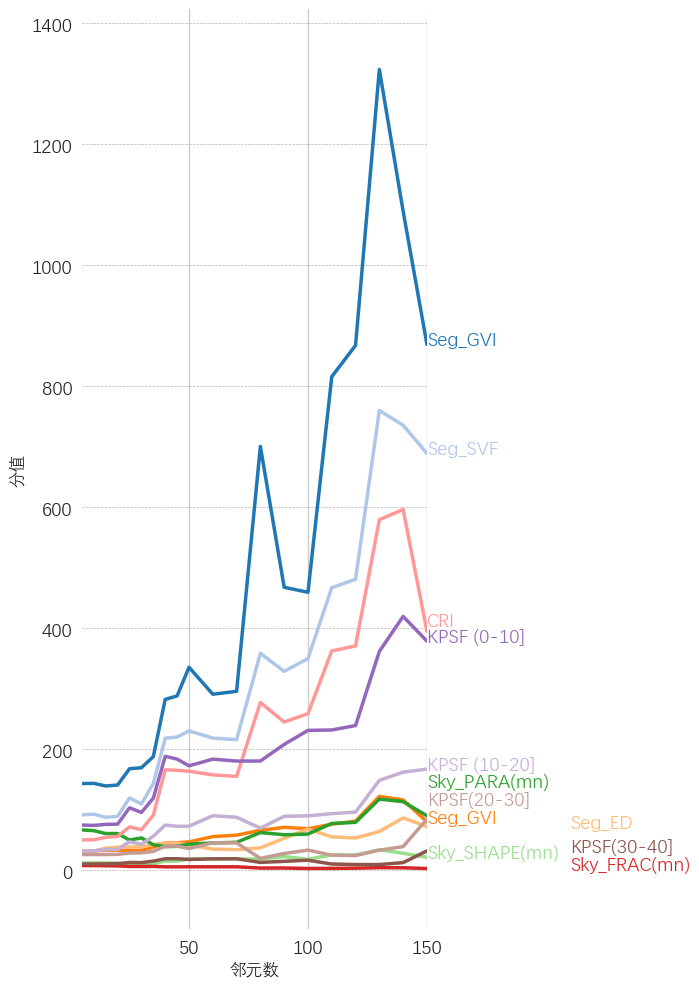 1400
1200
1000
800
600
400
200
0
分值
50
100
150
邻元数
Seg_GVI
Seg_SVF
CRI
KPSF (0-10]
KPSF (10-20]
Sky_PARA(mn)
KPSF(20-30]
Seg_GVI
Seg_ED
KPSF(30-40]
Sky_SHAPE(mn)
Sky_FRAC(mn)